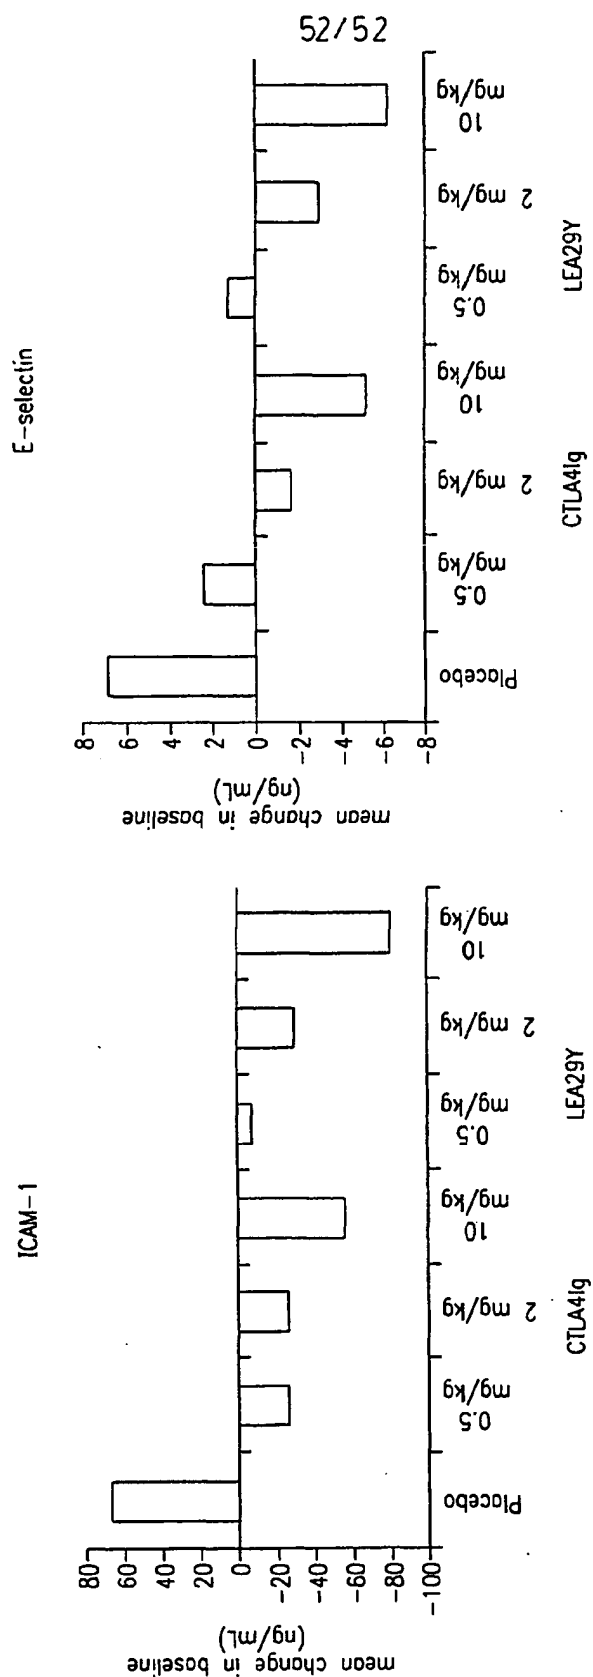 52/52
ICAM-1
mean change in baseline
(ng/mL)
80
60
40
20
0
-20
-40
-60
-80
-100
Placebo
0.5
mg/kg
2 mg/kg
10
mg/kg
0.5
mg/kg
2 mg/kg
10
mg/kg
CTLA4Ig
LEA29Y
E-selectin
mean change in baseline
(ng/mL)
8
6
4
2
0
-2
-4
-6
-8
Placebo
0.5
mg/kg
2 mg/kg
10
mg/kg
0.5
mg/kg
2 mg/kg
10
mg/kg
CTLA4Ig
LEA29Y